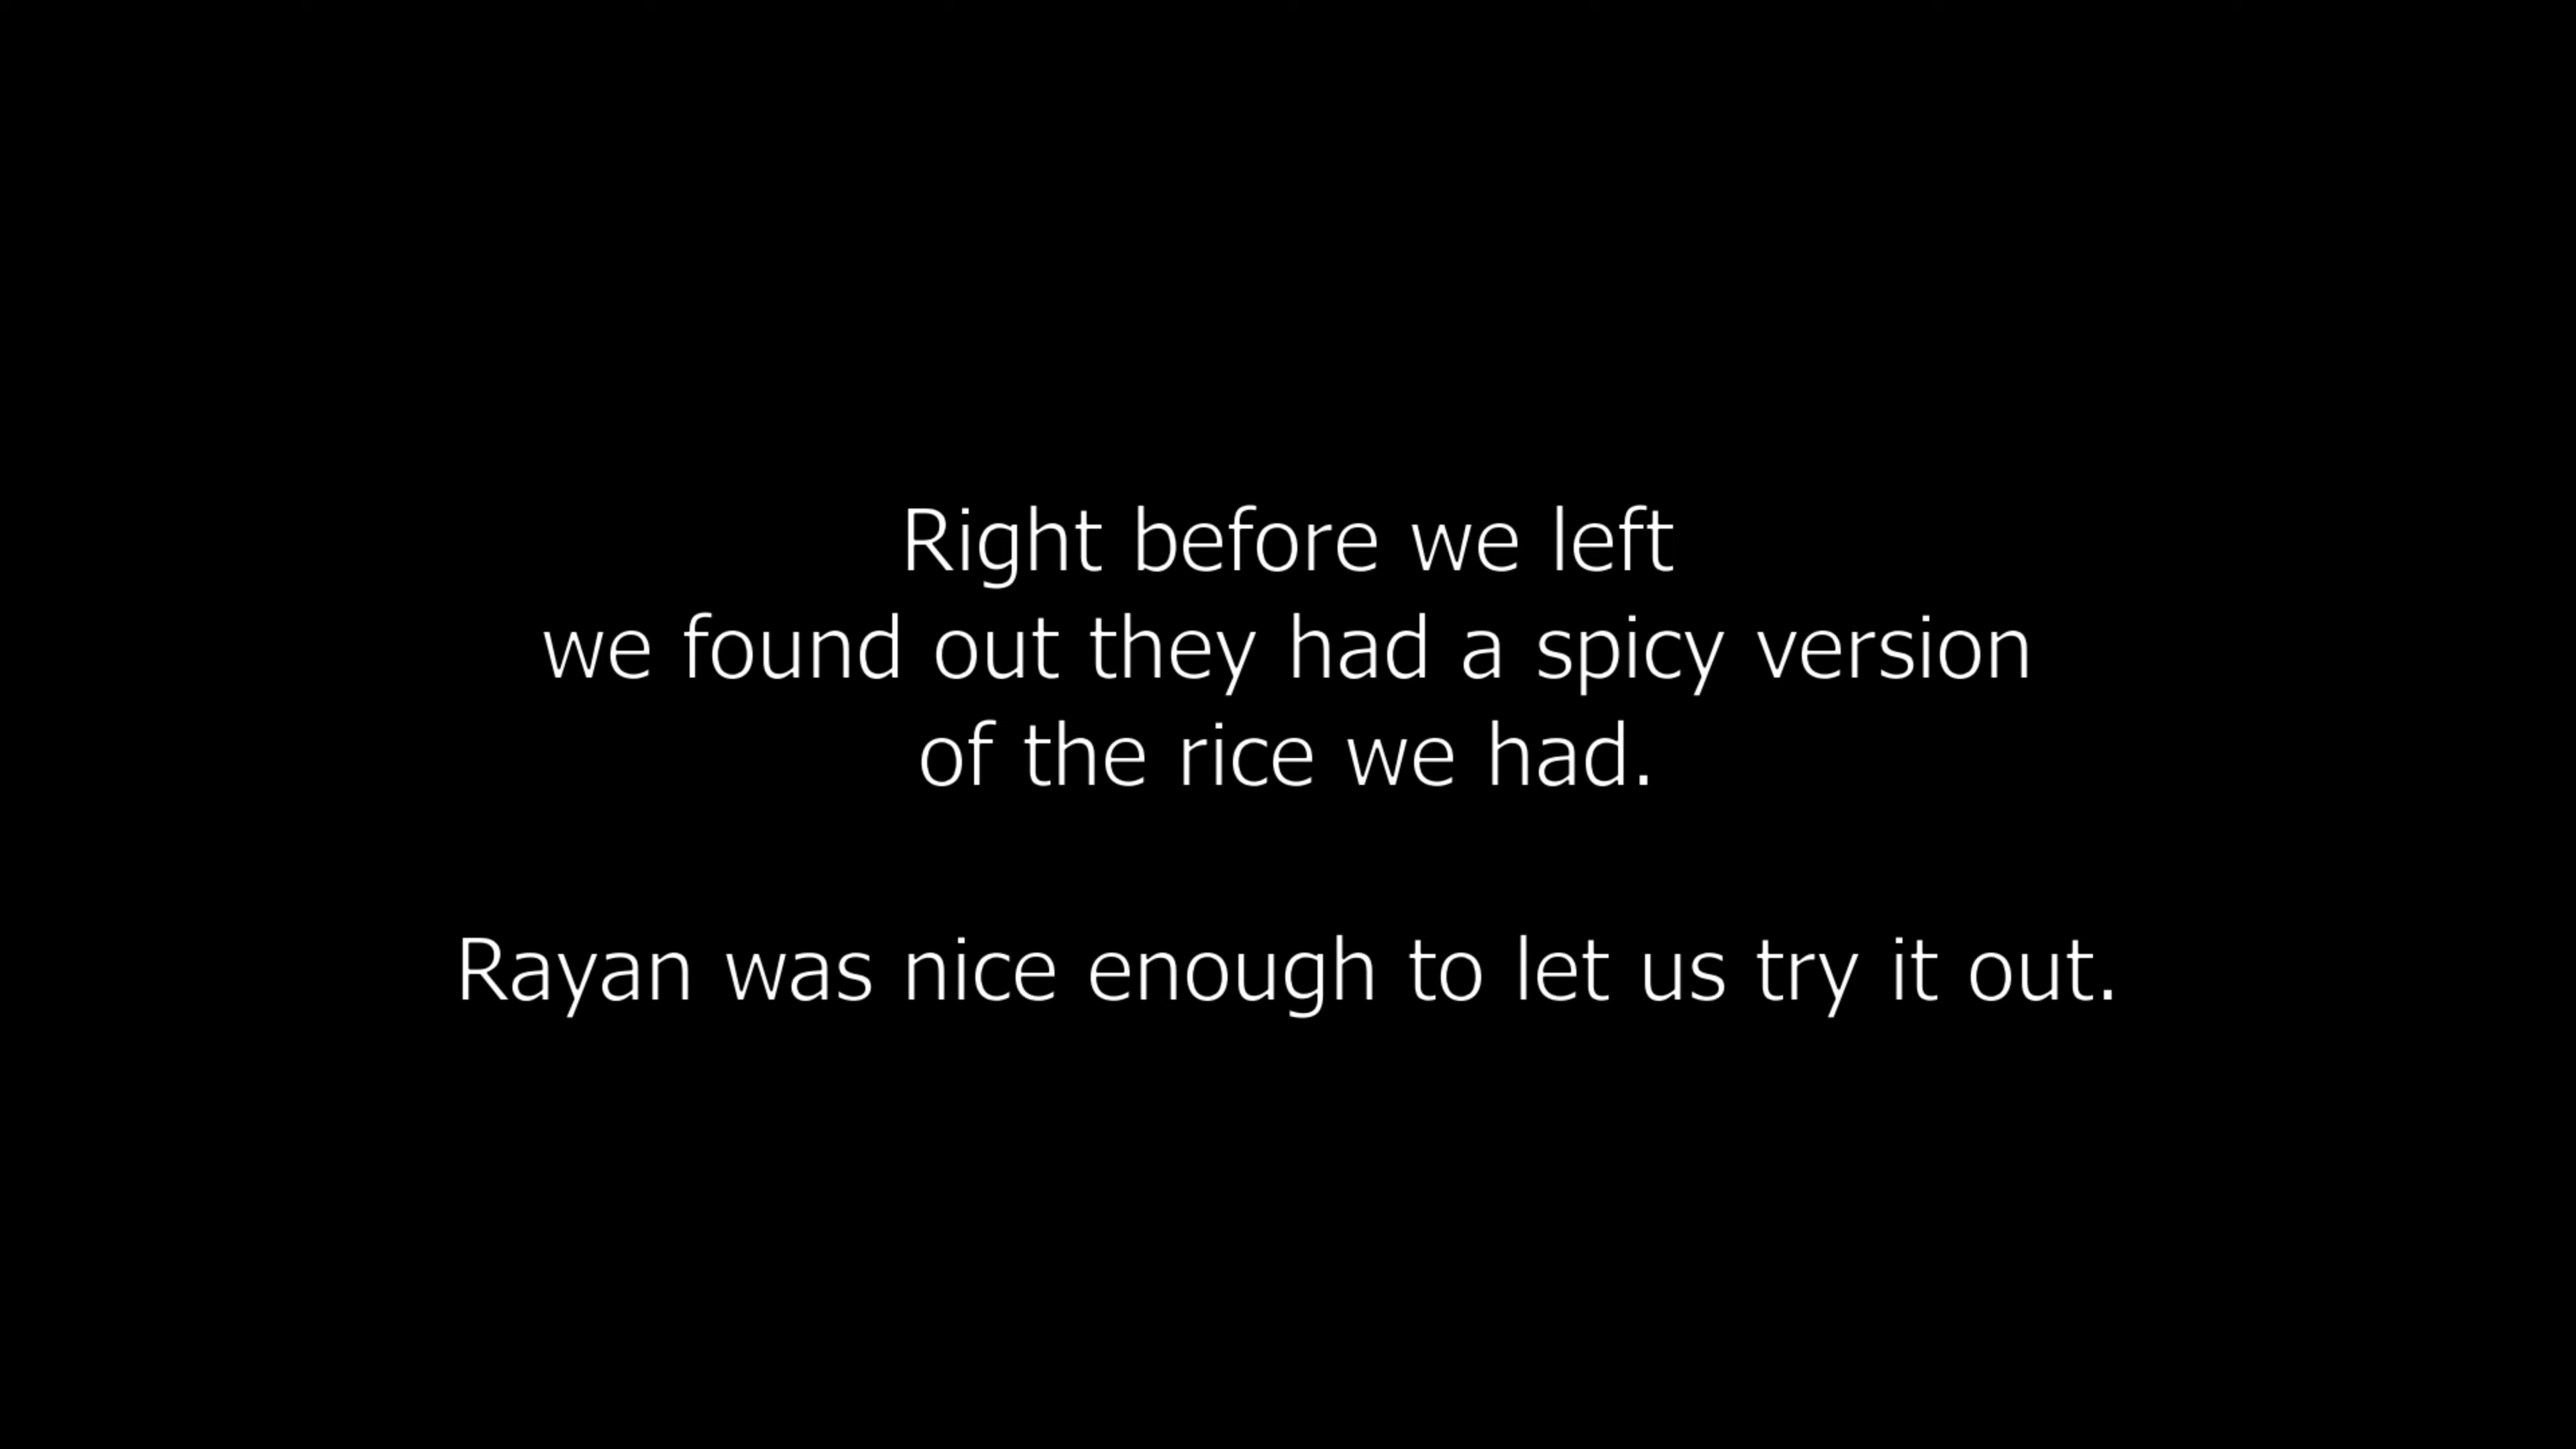 Right before we left
we found out they had a spicy version
of the rice we had.
Rayan was nice enough to let us try it out.